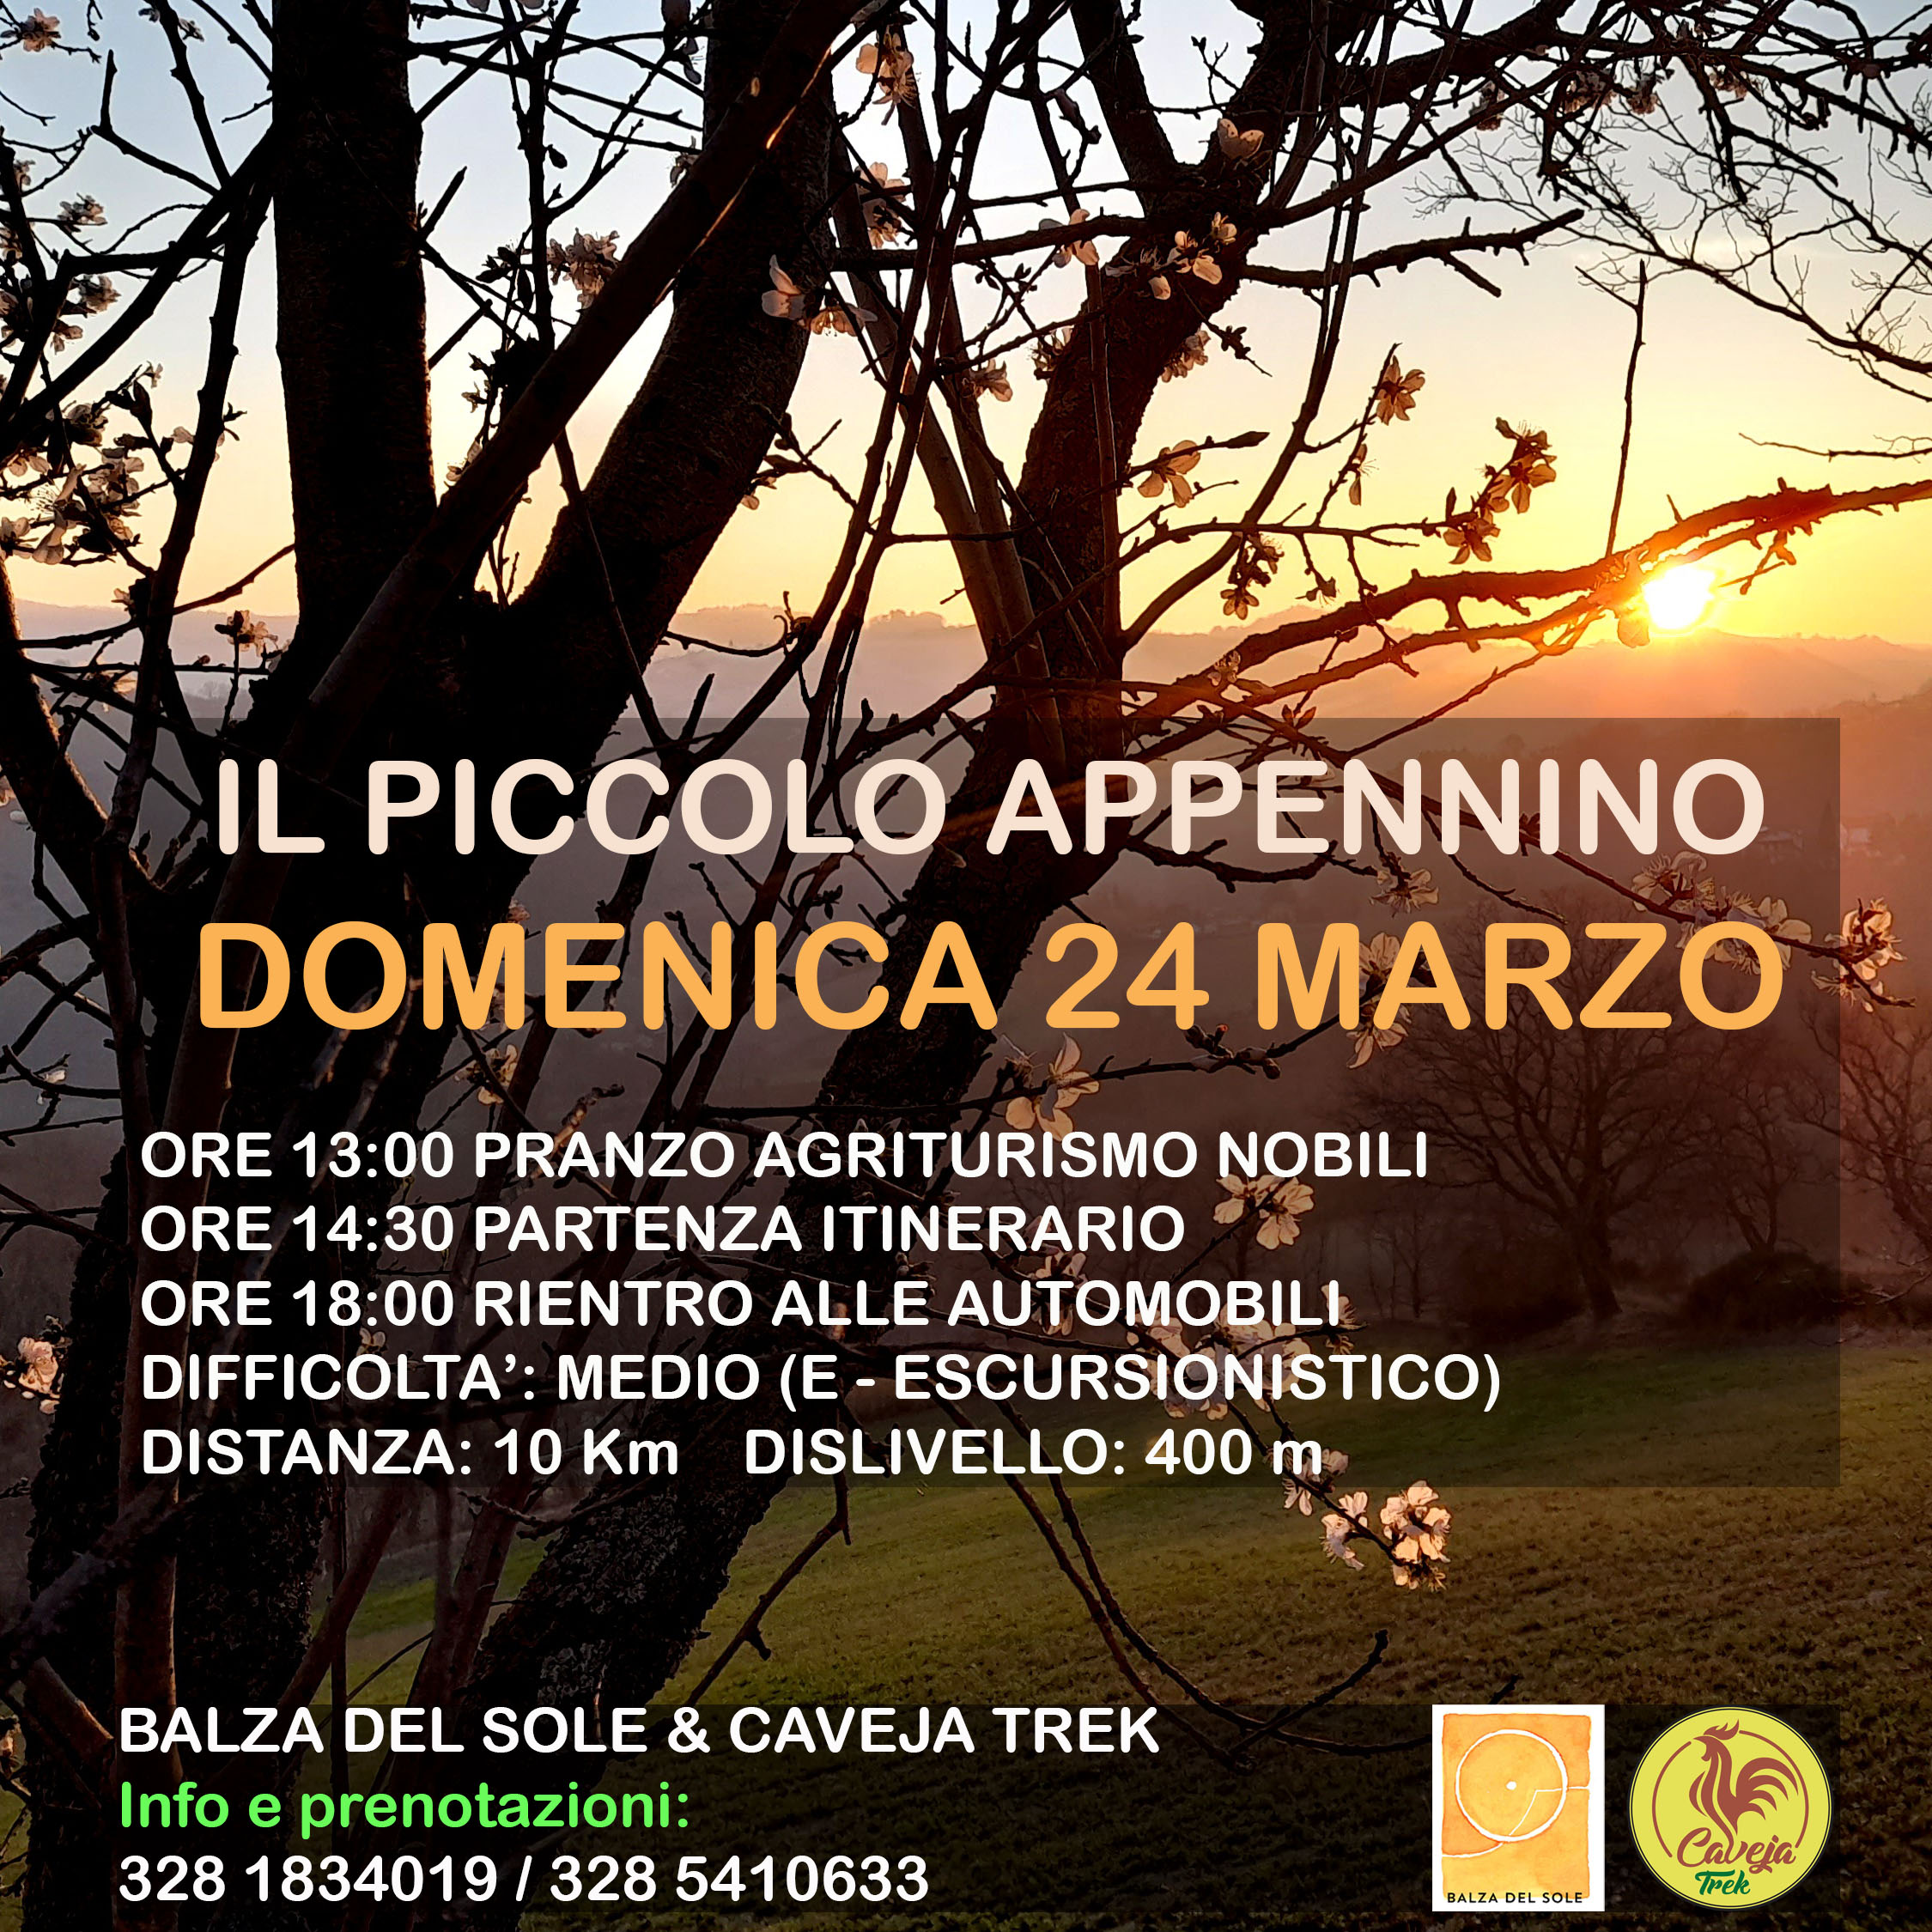 IL PICCOLO APPENNINO
DOMENICA 24 MARZO
ORE 13:00 PRANZO AGRITURISMO NOBILI
ORE 14:30 PARTENZA ITINERARIO
ORE 18:00 RIENTRO ALLE AUTOMOBILI
DIFFICOLTA’: MEDIO (E - ESCURSIONISTICO)
DISTANZA: 10 Km DISLIVELLO: 400 m
BALZA DEL SOLE & CAVEJA TREK
Info e prenotazioni:
328 1834019 / 328 5410633
BALZA DEL SOLE
Caveja
Trek